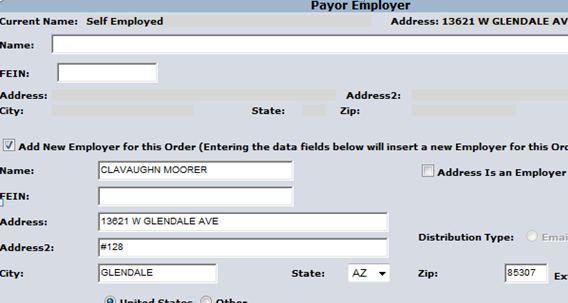 Payor Employer
Current Name: Self Employed Address: 13621 W GLENDALE AV
Name:
FEIN:
Address: Address2:
City: State: Zip:
Add New Employer for this Order (Entering the data fields below will insert a new Employer for this Ord
Name: CLAVAUGHN MOORER Address Is an Employer
FEIN:
Address: 13621 W GLENDALE AVE
Distribution Type: Emai
Address2: #128
City: GLENDALE State: AZ Zip: 85307 Ext
United States Other